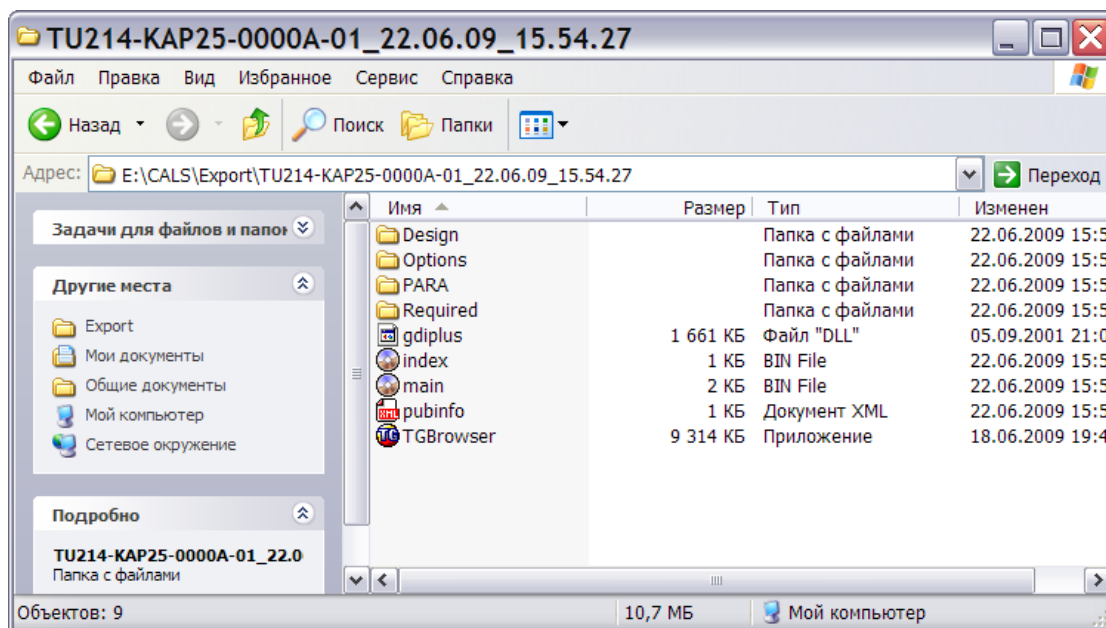 TU214-KAP25-0000A-01_22.06.09_15.54.27
Файл Правка Вид Избранное Сервис Справка
Назад Поиск Папки
Адрес: E:\CALS\Export\TU214-KAP25-0000A-01_22.06.09_15.54.27 Переход
Задачи для файлов и папок
Другие места
Export
Мои документы
Общие документы
Мой компьютер
Сетевое окружение
Подробно
TU214-KAP25-0000A-01_22.0
Папка с файлами
Имя Размер Тип Изменен
Design Папка с файлами 22.06.2009 15:5
Options Папка с файлами 22.06.2009 15:5
PARA Папка с файлами 22.06.2009 15:5
Required Папка с файлами 22.06.2009 15:5
gdiplus 1 661 КБ Файл "DLL" 05.09.2001 21:0
index 1 КБ BIN File 22.06.2009 15:5
main 2 КБ BIN File 22.06.2009 15:5
pubinfo 1 КБ Документ XML 22.06.2009 15:5
TGBrowser 9 314 КБ Приложение 18.06.2009 19:4
Объектов: 9 10,7 МБ Мой компьютер